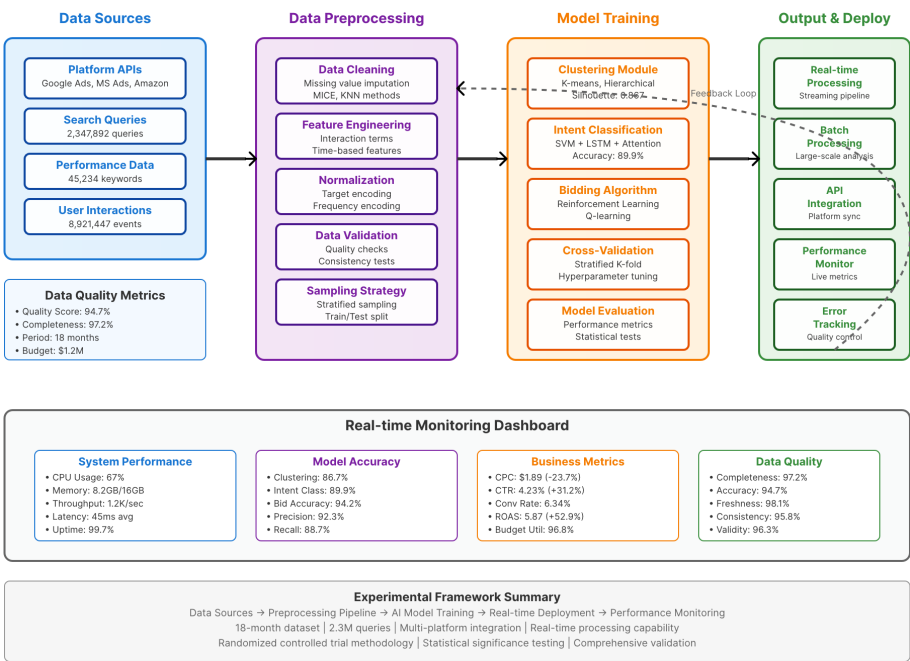 Data Sources
Platform APIs
Google Ads, MS Ads, Amazon
Search Queries
2,347,892 queries
Performance Data
45,234 keywords
User Interactions
8,921,447 events
Data Quality Metrics
• Quality Score: 94.7%
• Completeness: 97.2%
• Period: 18 months
• Budget: $1.2M
Data Preprocessing
Data Cleaning
Missing value imputation
MICE, KNN methods
Feature Engineering
Interaction terms
Time-based features
Normalization
Target encoding
Frequency encoding
Data Validation
Quality checks
Consistency tests
Sampling Strategy
Stratified sampling
Train/Test split
Model Training
Clustering Module
K-means, Hierarchical
Silhouette: 0.867
Intent Classification
SVM + LSTM + Attention
Accuracy: 89.9%
Bidding Algorithm
Reinforcement Learning
Q-learning
Cross-Validation
Stratified K-fold
Hyperparameter tuning
Model Evaluation
Performance metrics
Statistical tests
Feedback Loop
Output & Deploy
Real-time
Processing
Streaming pipeline
Batch
Processing
Large-scale analysis
API
Integration
Platform sync
Performance
Monitor
Live metrics
Error
Tracking
Quality control
Real-time Monitoring Dashboard
System Performance
• CPU Usage: 67%
• Memory: 8.2GB/16GB
• Throughput: 1.2K/sec
• Latency: 45ms avg
• Uptime: 99.7%
Model Accuracy
• Clustering: 86.7%
• Intent Class: 89.9%
• Bid Accuracy: 94.2%
• Precision: 92.3%
• Recall: 88.7%
Business Metrics
• CPC: $1.89 (-23.7%)
• CTR: 4.23% (+31.2%)
• Conv Rate: 6.34%
• ROAS: 5.87 (+52.9%)
• Budget Util: 96.8%
Data Quality
• Completeness: 97.2%
• Accuracy: 94.7%
• Freshness: 98.1%
• Consistency: 95.8%
• Validity: 96.3%
Experimental Framework Summary
Data Sources → Preprocessing Pipeline → AI Model Training → Real-time Deployment → Performance Monitoring
18-month dataset | 2.3M queries | Multi-platform integration | Real-time processing capability
Randomized controlled trial methodology | Statistical significance testing | Comprehensive validation